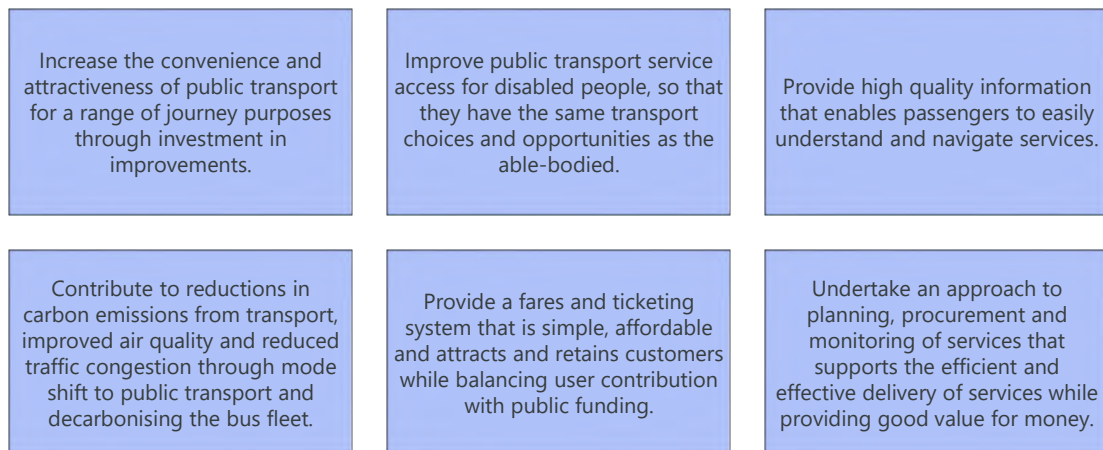 Increase the convenience and
attractiveness of public transport
for a range of journey purposes
through investment in
improvements.
Improve public transport service
access for disabled people, so that
they have the same transport
choices and opportunities as the
able-bodied.
Provide high quality information
that enables passengers to easily
understand and navigate services.
Contribute to reductions in
carbon emissions from transport,
improved air quality and reduced
traffic congestion through mode
shift to public transport and
decarbonising the bus fleet.
Provide a fares and ticketing
system that is simple, affordable
and attracts and retains customers
while balancing user contribution
with public funding.
Undertake an approach to
planning, procurement and
monitoring of services that
supports the efficient and
effective delivery of services while
providing good value for money.